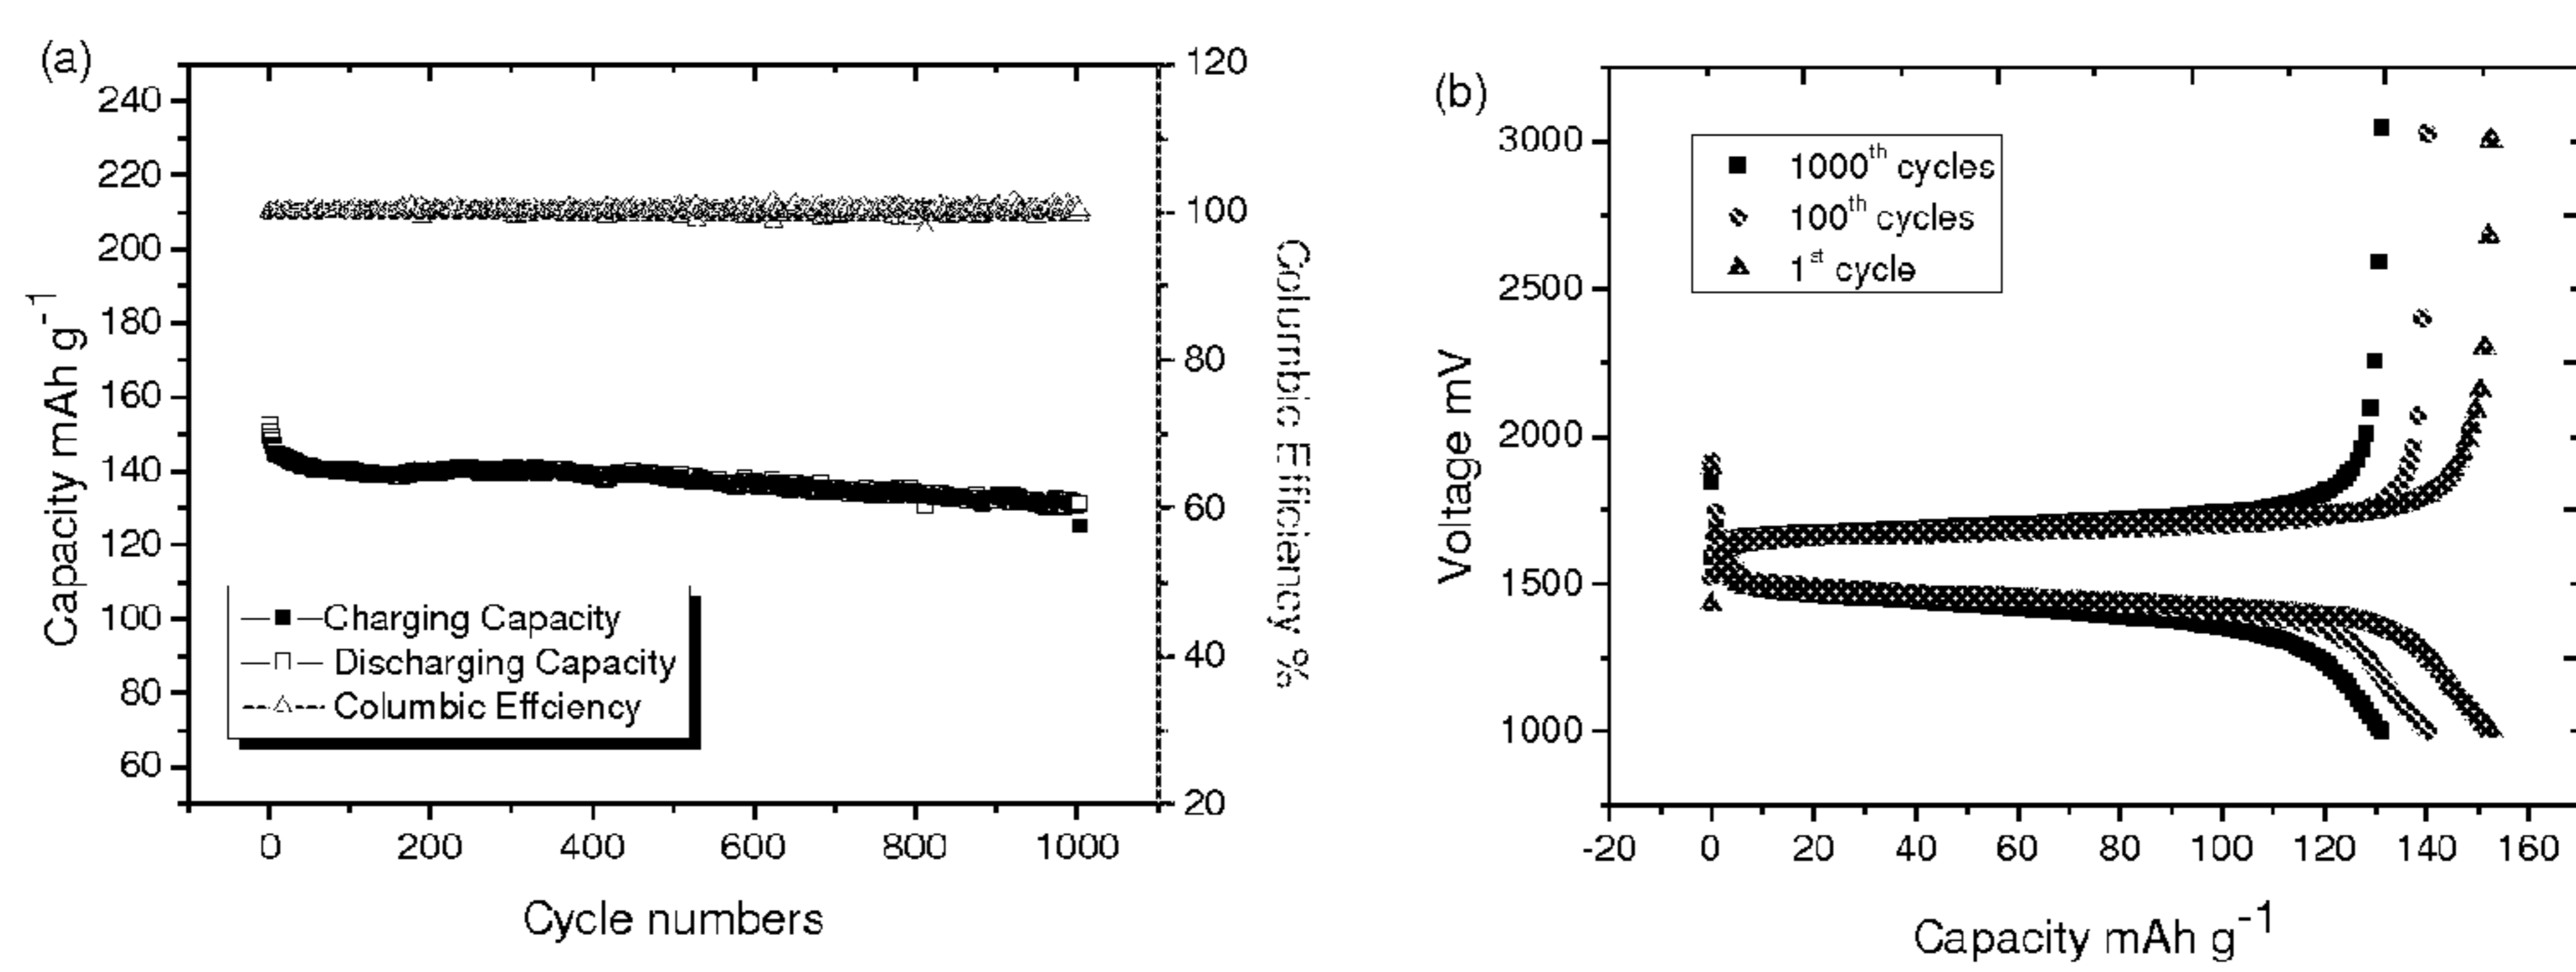 (a)
240
220
200
180
160
140
120
100
80
60
Capacity mAh g⁻¹
120
100
80
60
40
20
Columbic Efficiency %
Charging Capacity
Discharging Capacity
Columbic Effciency
0 200 400 600 800 1000
Cycle numbers
(b)
3000
2500
2000
1500
1000
Voltage mV
1000th cycles
100th cycles
1st cycle
-20 0 20 40 60 80 100 120 140 160
Capacity mAh g⁻¹